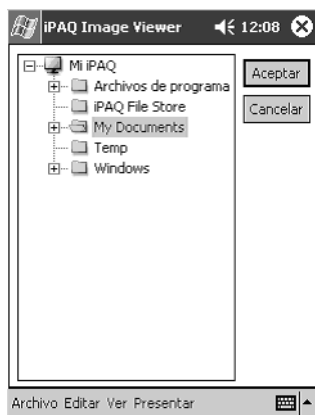 iPAQ Image Viewer 12:08
Mi iPAQ
Archivos de programa
iPAQ File Store
My Documents
Temp
Windows
Aceptar
Cancelar
Archivo Editar Ver Presentar